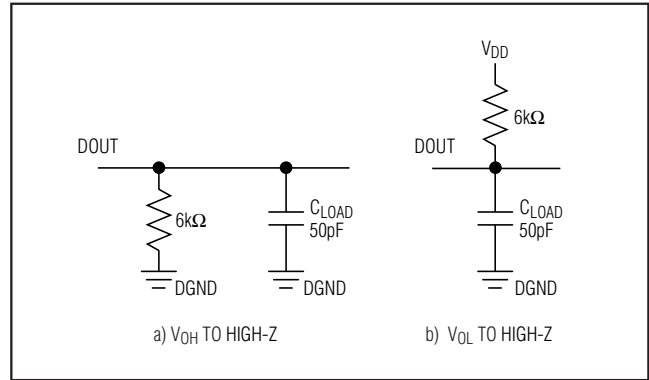 DOUT
6kΩ
CLOAD
50pF
DGND
DGND
a) VOH TO HIGH-Z
VDD
6kΩ
DOUT
CLOAD
50pF
DGND
b) VOL TO HIGH-Z